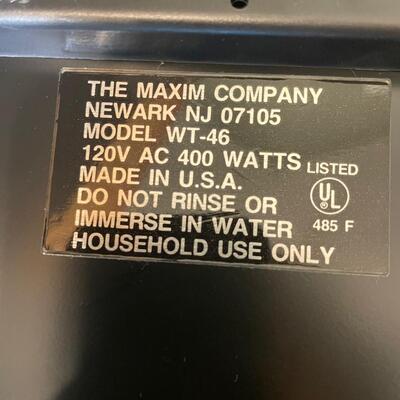 THE MAXIM COMPANY
NEWARK NJ 07105
MODEL WT-46
120V AC 400 WATTS
MADE IN U.S.A.
DO NOT RINSE OR
IMMERSE IN WATER
HOUSEHOLD USE ONLY
LISTED
UL
485 F